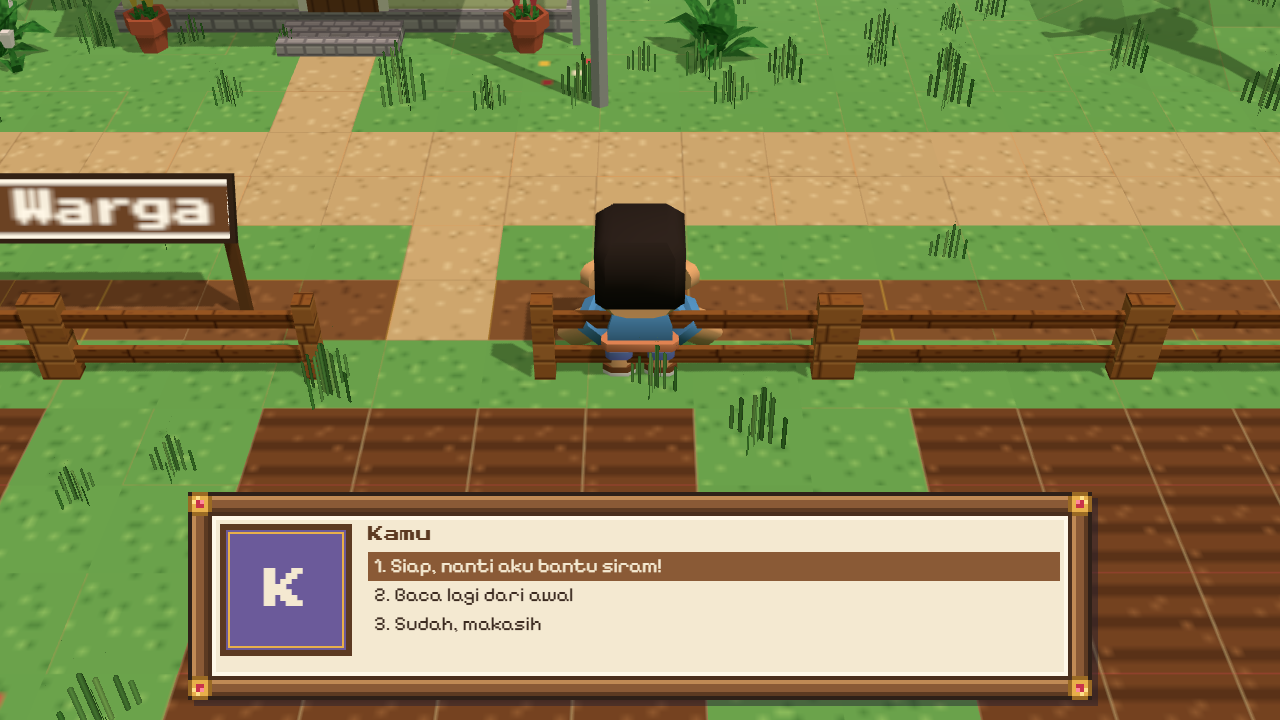 Warga
K
Kamu
1. Siap, nanti aku bantu siram!
2. Baca lagi dari awal
3. Sudah, makasih